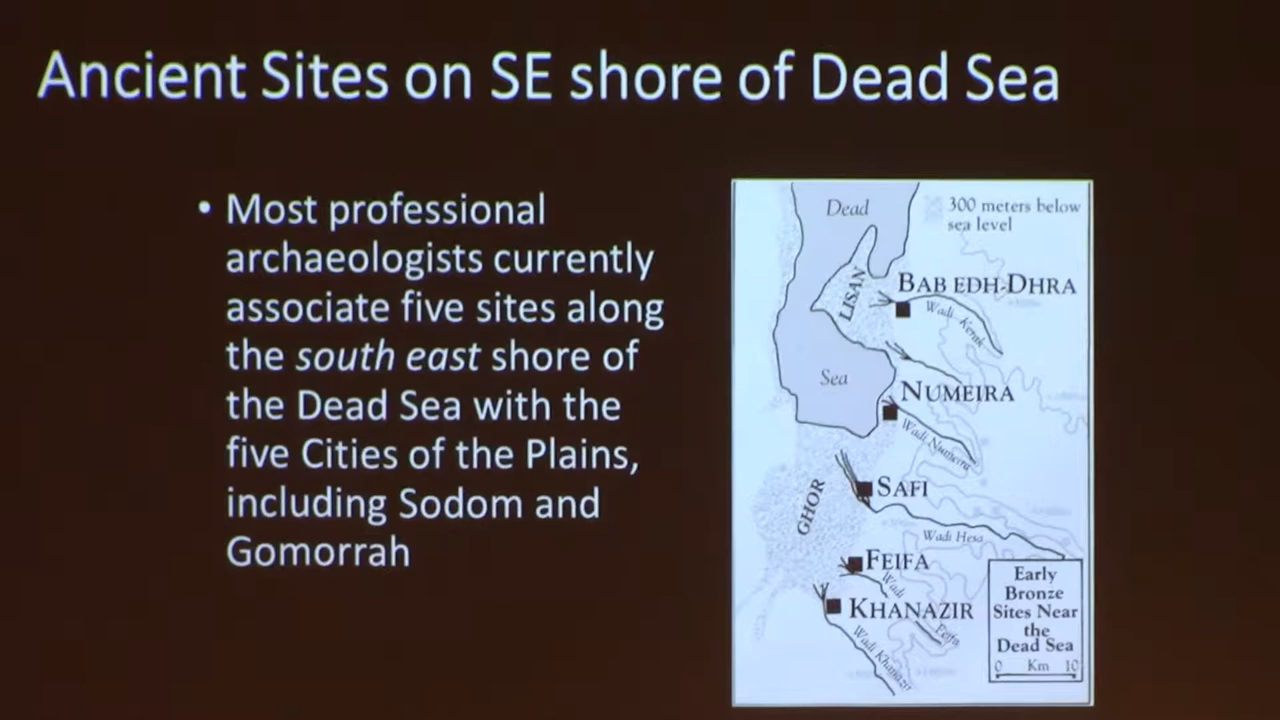 Ancient Sites on SE shore of Dead Sea
• Most professional
archaeologists currently
associate five sites along
the south east shore of
the Dead Sea with the
five Cities of the Plains,
including Sodom and
Gomorrah
Dead
300 meters below
sea level
LISAN
BAB EDH-DHRA
Wadi Kerak
Sea
NUMEIRA
Wadi Numeira
GHOR
SAFI
Wadi Hesa
FEIFA
Wadi
Feifa
KHANAZIR
Wadi Khanazir
Early
Bronze
Sites Near
the
Dead Sea
0 Km 10